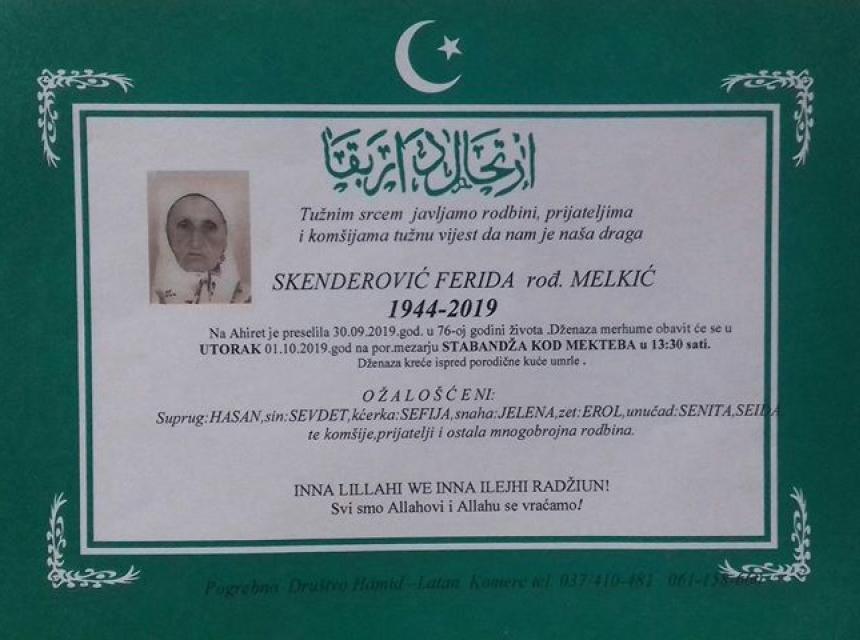 ارتحال دار بقا
Tužnim srcem javljamo rodbini, prijateljima
i komšijama tužnu vijest da nam je naša draga
SKENDEROVIĆ FERIDA rođ. MELKIĆ
1944-2019
Na Ahiret je preselila 30.09.2019.god. u 76-oj godini života .Dženaza merhume obavit će se u
UTORAK 01.10.2019.god na por.mezarju STABANDŽA KOD MEKTEBA u 13:30 sati.
Dženaza kreće ispred porodične kuće umrle .
OŽALOŠĆENI:
Suprug:HASAN,sin:SEVDET,kćerka:SEFIJA,snaha:JELENA,zet:EROL,unučad:SENITA,SEIDA
te komšije,prijatelji i ostala mnogobrojna rodbina.
INNA LILLAHI WE INNA ILEJHI RADŽIUN!
Svi smo Allahovi i Allahu se vraćamo!
Pogrebno Društvo Hamid-Latan Komerc tel. 037/410-481